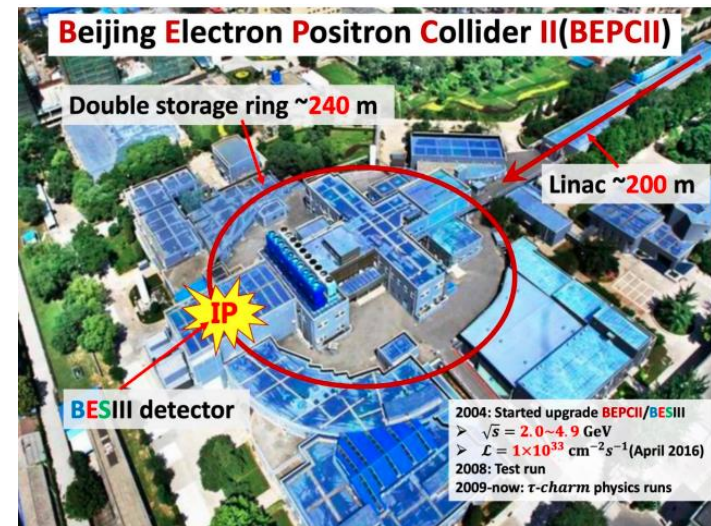 Beijing Electron Positron Collider II(BEPCII)
Double storage ring ~240 m
Linac ~200 m
IP
BESIII detector
2004: Started upgrade BEPCII/BESIII
➢ √s = 2.0~4.9 GeV
➢ ℒ = 1×10³³ cm⁻²s⁻¹(April 2016)
2008: Test run
2009-now: τ-charm physics runs